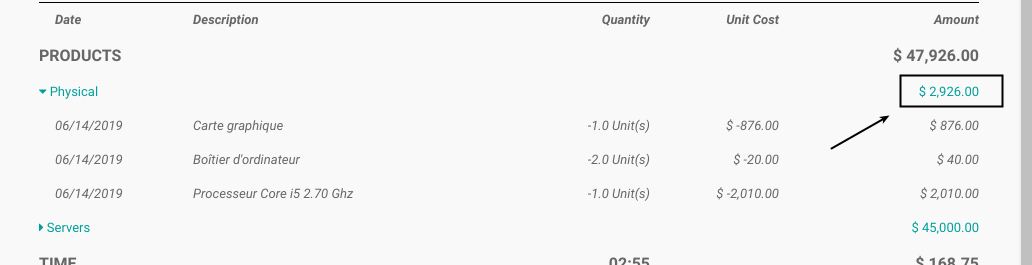 Date Description Quantity Unit Cost Amount
PRODUCTS $ 47,926.00
Physical $ 2,926.00
06/14/2019 Carte graphique -1.0 Unit(s) $ -876.00 $ 876.00
06/14/2019 Boîtier d'ordinateur -2.0 Unit(s) $ -20.00 $ 40.00
06/14/2019 Processeur Core i5 2.70 Ghz -1.0 Unit(s) $ -2,010.00 $ 2,010.00
Servers $ 45,000.00
TIME 02:55 $ 168.75